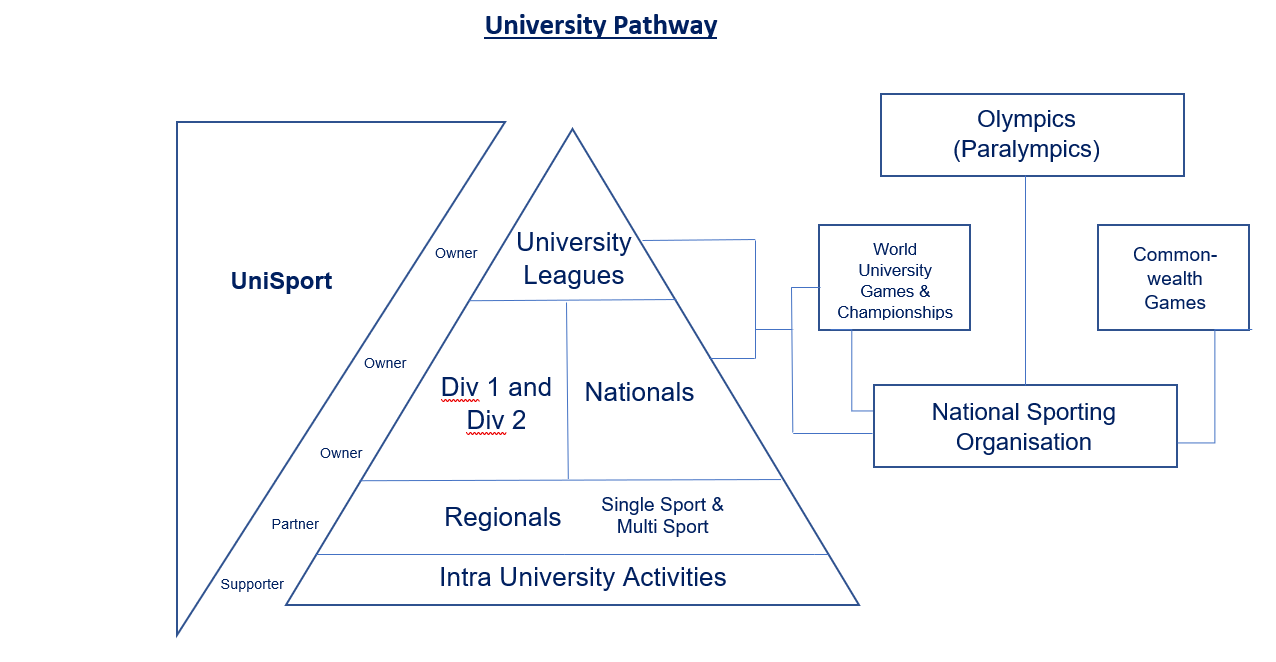 University Pathway
UniSport
Owner
Owner
Owner
Partner
Supporter
University
Leagues
Div 1 and
Div 2
Nationals
Regionals
Single Sport &
Multi Sport
Intra University Activities
Olympics
(Paralympics)
World
University
Games &
Championships
Common-
wealth
Games
National Sporting
Organisation